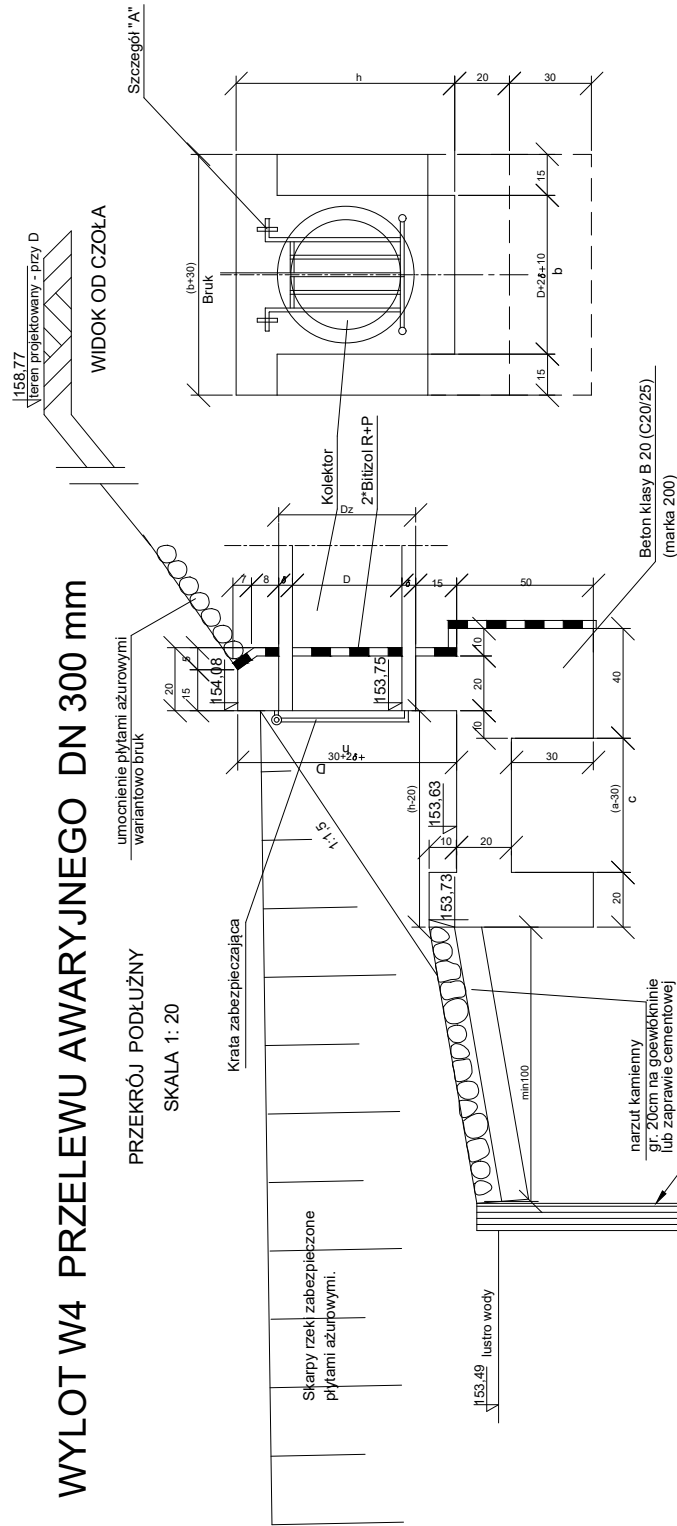 WYLOT W4 PRZELEWU AWARYJNEGO DN 300 mm
PRZEKRÓJ PODŁUŻNY
SKALA 1: 20
WIDOK OD CZOŁA
158,77
teren projektowany - przy D
Szczegół "A"
umocnienie płytami ażurowymi
wariantowo bruk
Krata zabezpieczająca
Skarpy rzeki zabezpieczone
płytami ażurowymi.
1:1,5
20
15
5
154,08
7
8
δ
D
δ
15
50
Dz
153,75
Kolektor
2*Bitizol R+P
(b+30)
Bruk
h
20
30
15
D+2δ+10
b
15
30+2δ+
D
h
(h-20)
153,63
10
20
153,73
10
20
10
40
30
(a-30)
c
20
Beton klasy B 20 (C20/25)
(marka 200)
min100
narzut kamienny
gr. 20cm na goewłókninie
lub zaprawie cementowej
153,49
lustro wody